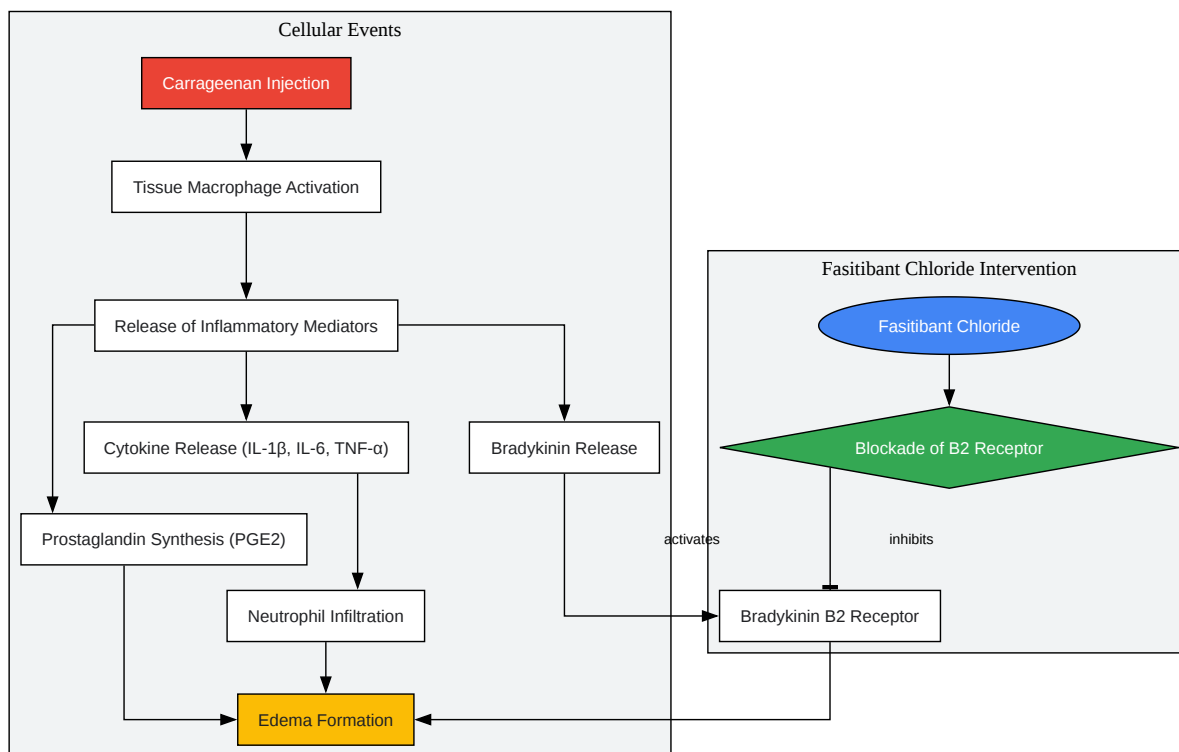 Cellular Events
Carrageenan Injection
Tissue Macrophage Activation
Fasitibant Chloride Intervention
Release of Inflammatory Mediators
Fasitibant Chloride
Cytokine Release (IL-1β, IL-6, TNF-α)
Bradykinin Release
Blockade of B2 Receptor
Prostaglandin Synthesis (PGE2)
activates
inhibits
Neutrophil Infiltration
Bradykinin B2 Receptor
Edema Formation